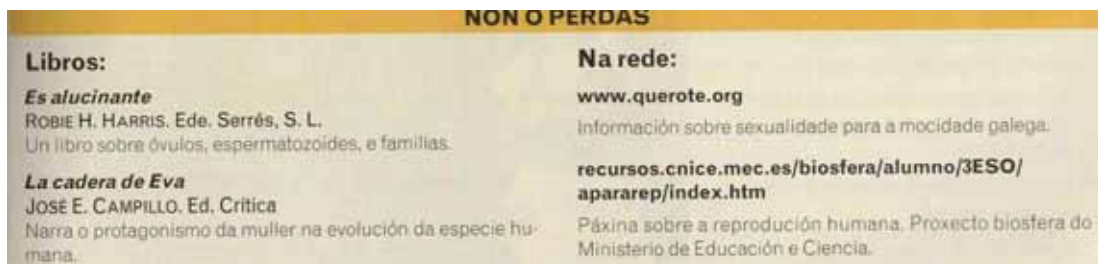 NON O PERDAS
Libros:
Es alucinante
ROBIE H. HARRIS. Ede. Serrés, S. L.
Un libro sobre óvulos, espermatozoides, e familias.
La cadera de Eva
JOSÉ E. CAMPILLO. Ed. Crítica
Narra o protagonismo da muller na evolución da especie hu-
mana.
Na rede:
www.querote.org
Información sobre sexualidade para a mocidade galega.
recursos.cnice.mec.es/biosfera/alumno/3ESO/
apararep/index.htm
Páxina sobre a reprodución humana. Proxecto biosfera do
Ministerio de Educación e Ciencia.